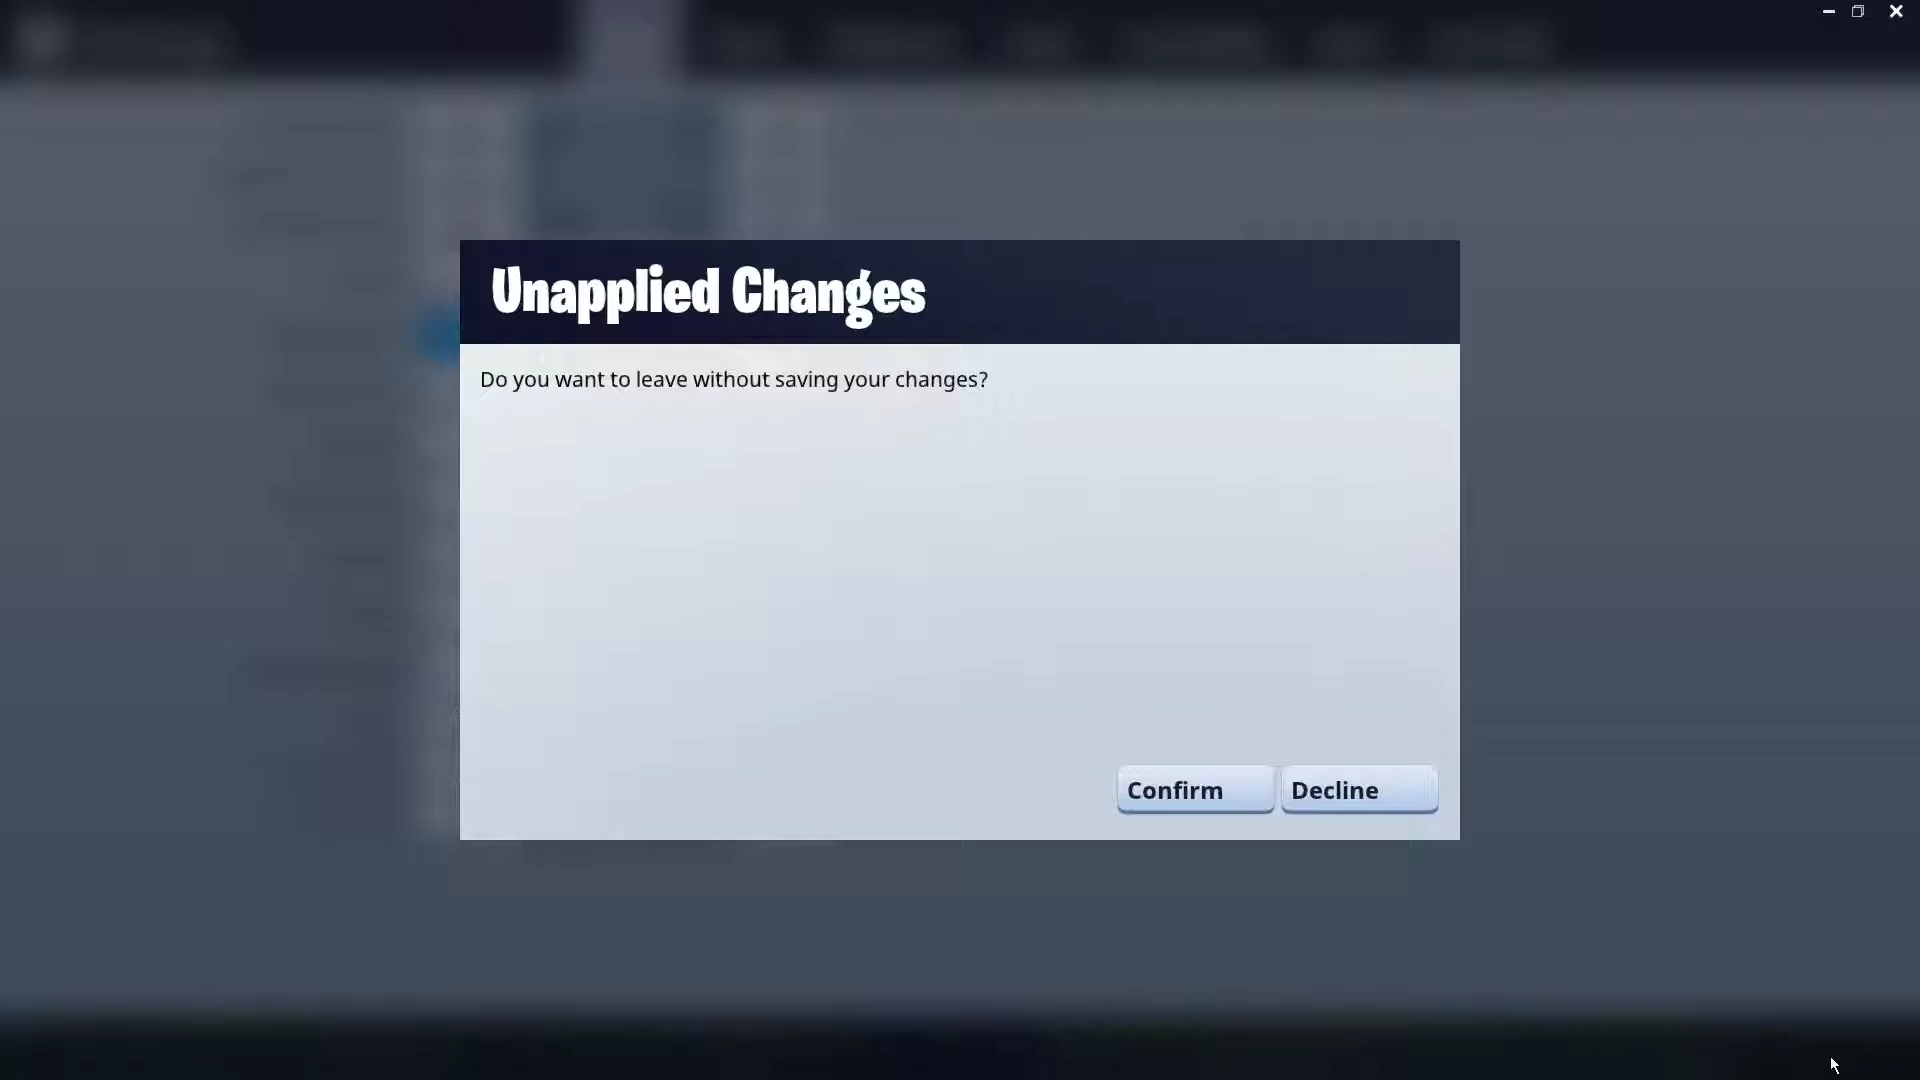 Unapplied Changes
Do you want to leave without saving your changes?
Confirm
Decline